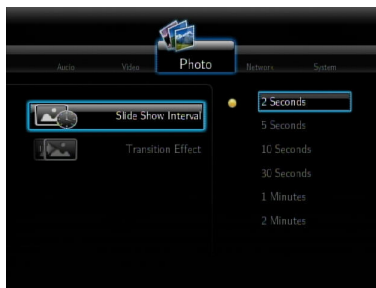 Audio Video Photo Network System
Slide Show Interval
Transition Effect
2 Seconds
5 Seconds
10 Seconds
30 Seconds
1 Minutes
2 Minutes